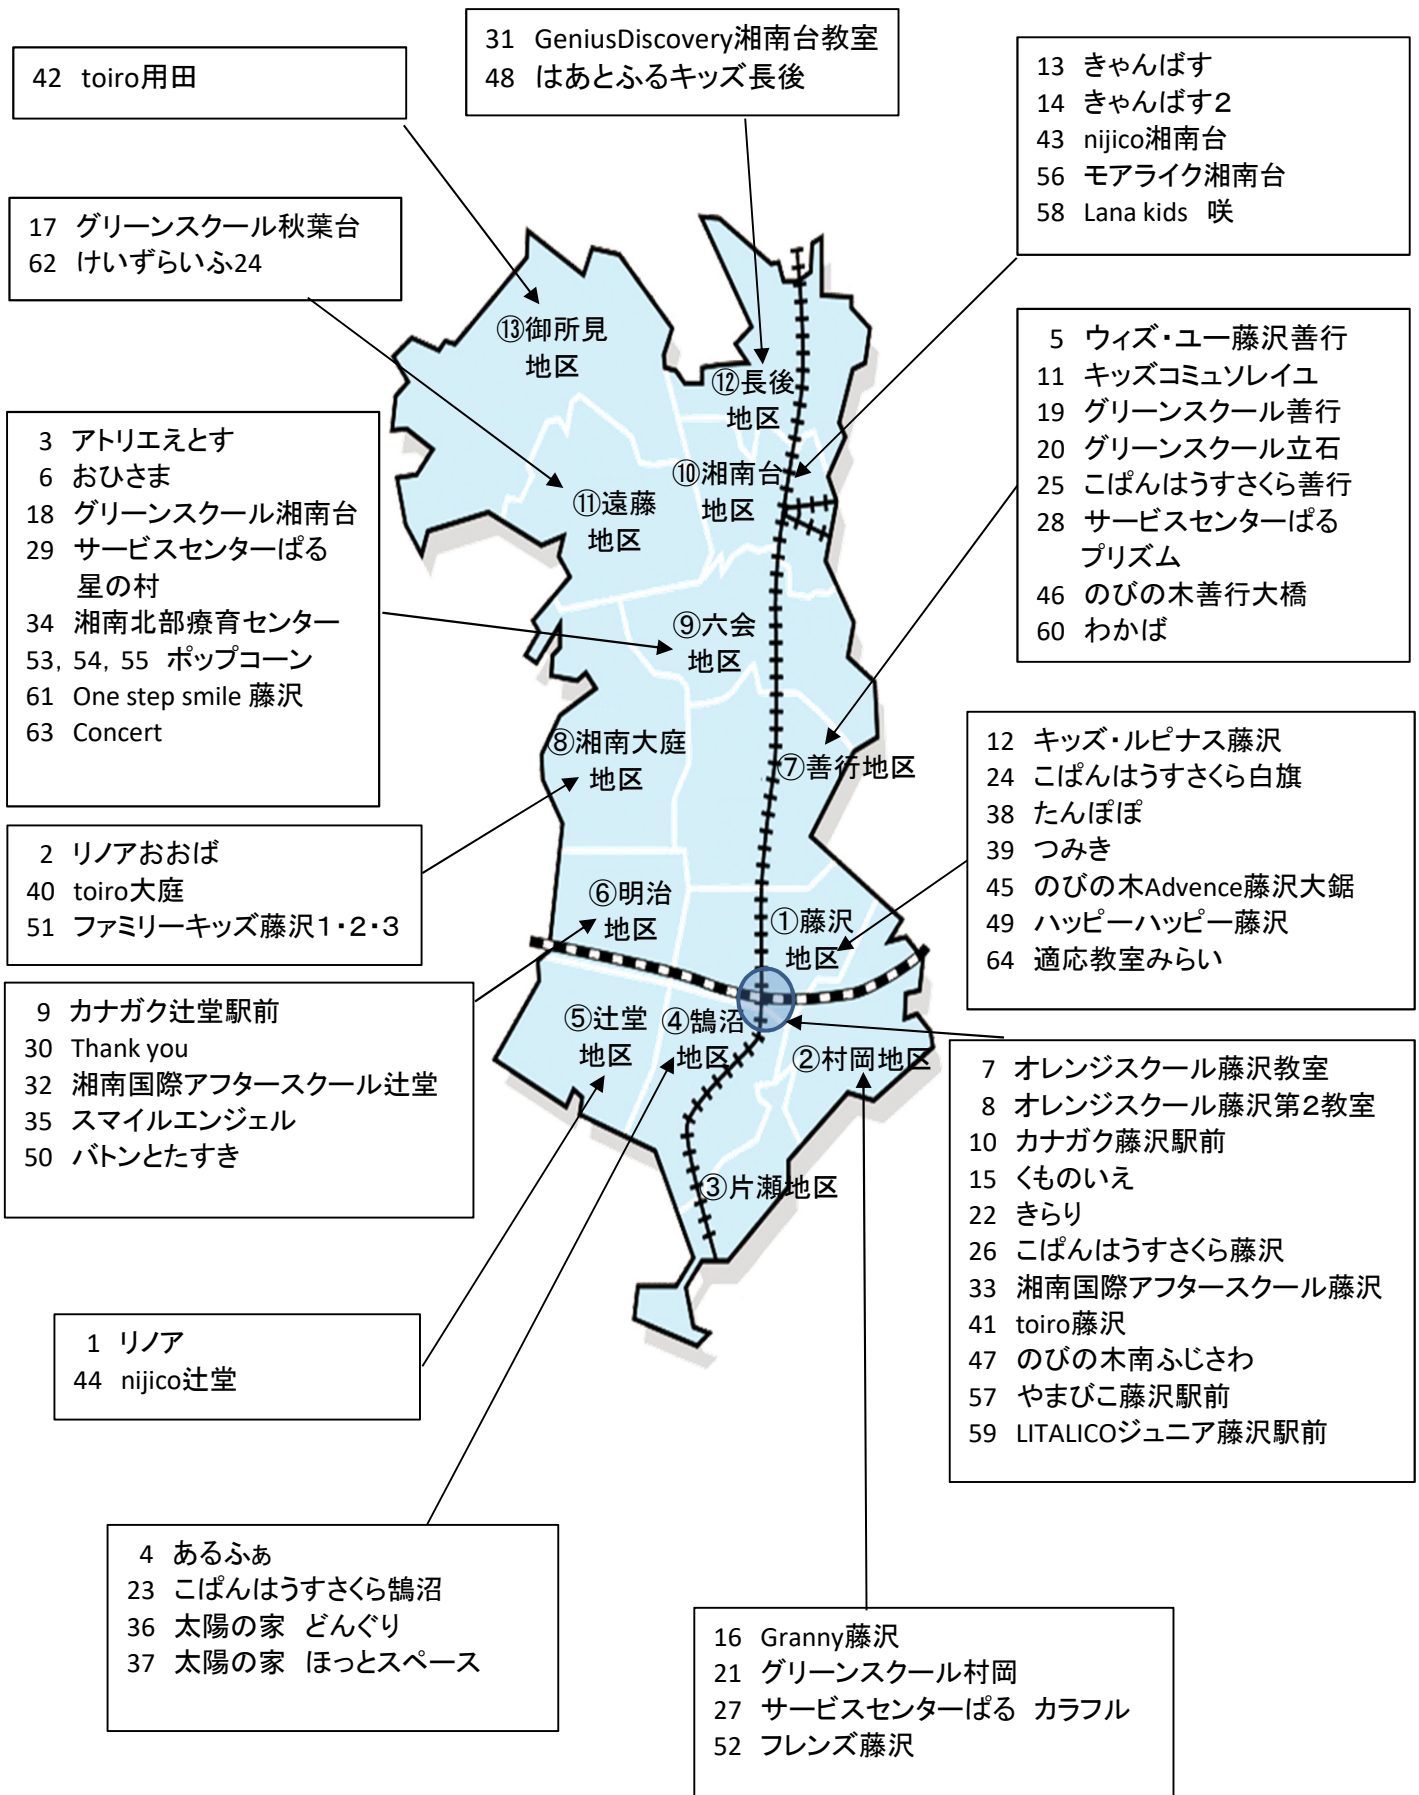 42 toiro用田
31 GeniusDiscovery湘南台教室
48 はあとふるキッズ長後
13 きゃんばす
14 きゃんばす2
43 nijico湘南台
56 モアライク湘南台
58 Lana kids 咲
17 グリーンスクール秋葉台
62 けいずらいふ24
5 ウィズ・ユー藤沢善行
11 キッズコミュソレイユ
19 グリーンスクール善行
20 グリーンスクール立石
25 こぱんはうすさくら善行
28 サービスセンターぱる
プリズム
46 のびの木善行大橋
60 わかば
3 アトリエえとす
6 おひさま
18 グリーンスクール湘南台
29 サービスセンターぱる
星の村
34 湘南北部療育センター
53, 54, 55 ポップコーン
61 One step smile 藤沢
63 Concert
⑬御所見
地区
⑫長後
地区
⑩湘南台
地区
⑪遠藤
地区
⑨六会
地区
⑧湘南大庭
地区
⑦善行地区
⑥明治
地区
①藤沢
地区
⑤辻堂
地区
④鵠沼
地区
②村岡地区
③片瀬地区
12 キッズ・ルピナス藤沢
24 こぱんはうすさくら白旗
38 たんぽぽ
39 つみき
45 のびの木Advence藤沢大鋸
49 ハッピーハッピー藤沢
64 適応教室みらい
2 リノアおおば
40 toiro大庭
51 ファミリーキッズ藤沢1・2・3
9 カナガク辻堂駅前
30 Thank you
32 湘南国際アフタースクール辻堂
35 スマイルエンジェル
50 バトンとたすき
7 オレンジスクール藤沢教室
8 オレンジスクール藤沢第2教室
10 カナガク藤沢駅前
15 くものいえ
22 きらり
26 こぱんはうすさくら藤沢
33 湘南国際アフタースクール藤沢
41 toiro藤沢
47 のびの木南ふじさわ
57 やまびこ藤沢駅前
59 LITALICOジュニア藤沢駅前
1 リノア
44 nijico辻堂
4 あるふぁ
23 こぱんはうすさくら鵠沼
36 太陽の家 どんぐり
37 太陽の家 ほっとスペース
16 Granny藤沢
21 グリーンスクール村岡
27 サービスセンターぱる カラフル
52 フレンズ藤沢